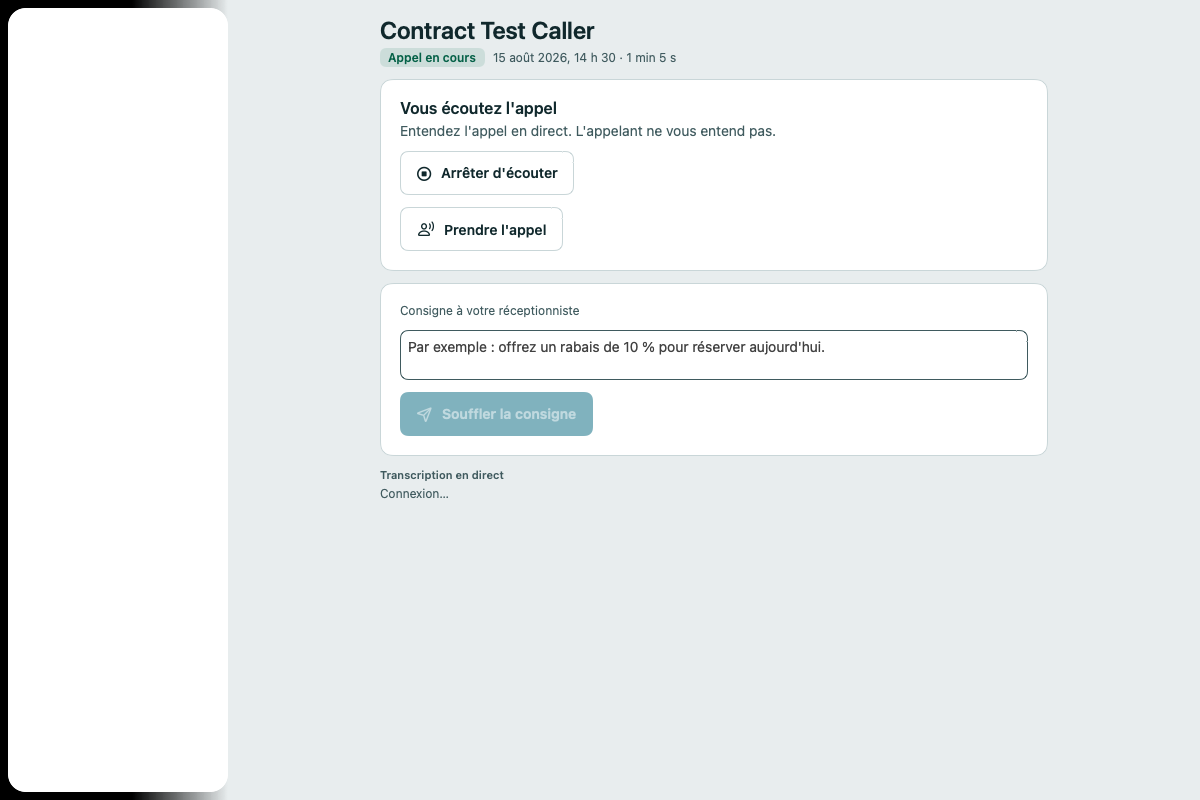 Contract Test Caller
Appel en cours 15 août 2026, 14 h 30 · 1 min 5 s
Vous écoutez l'appel
Entendez l'appel en direct. L'appelant ne vous entend pas.
Arrêter d'écouter
Prendre l'appel
Consigne à votre réceptionniste
Par exemple : offrez un rabais de 10 % pour réserver aujourd'hui.
Souffler la consigne
Transcription en direct
Connexion…